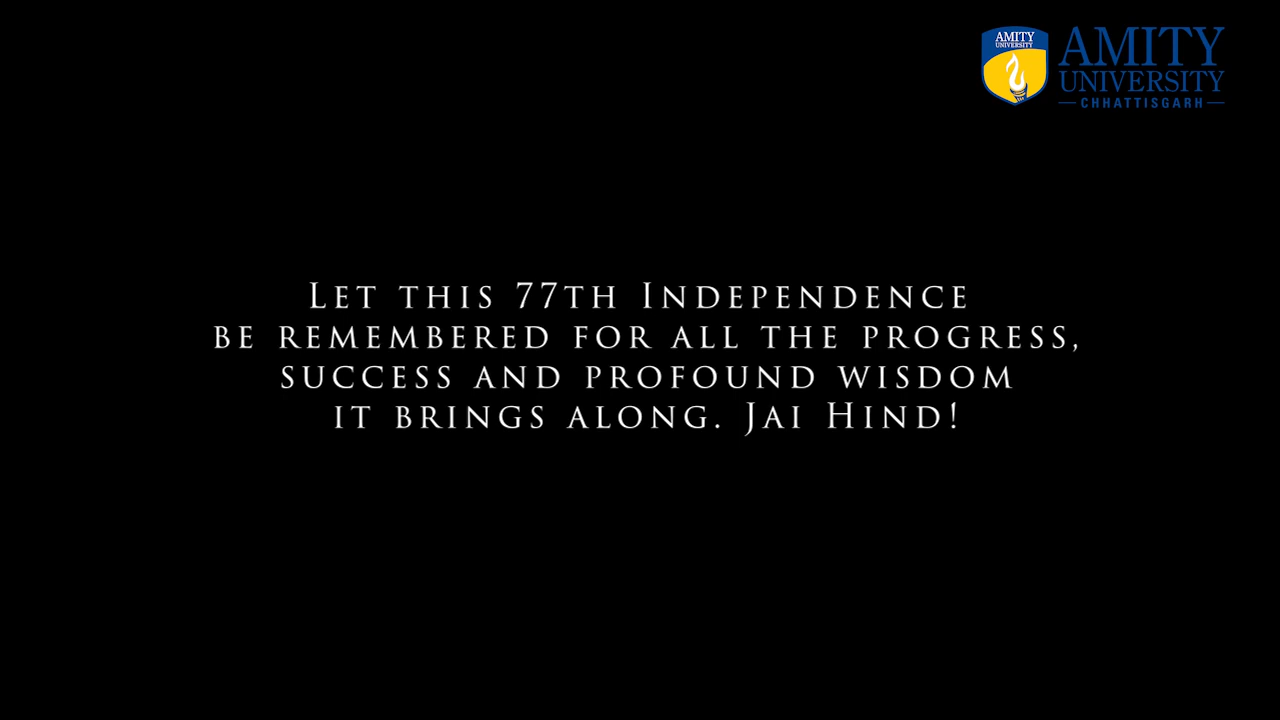 AMITY
UNIVERSITY
AMITY
UNIVERSITY
CHHATTISGARH
Let this 77th Independence
be remembered for all the progress,
success and profound wisdom
it brings along. Jai Hind!